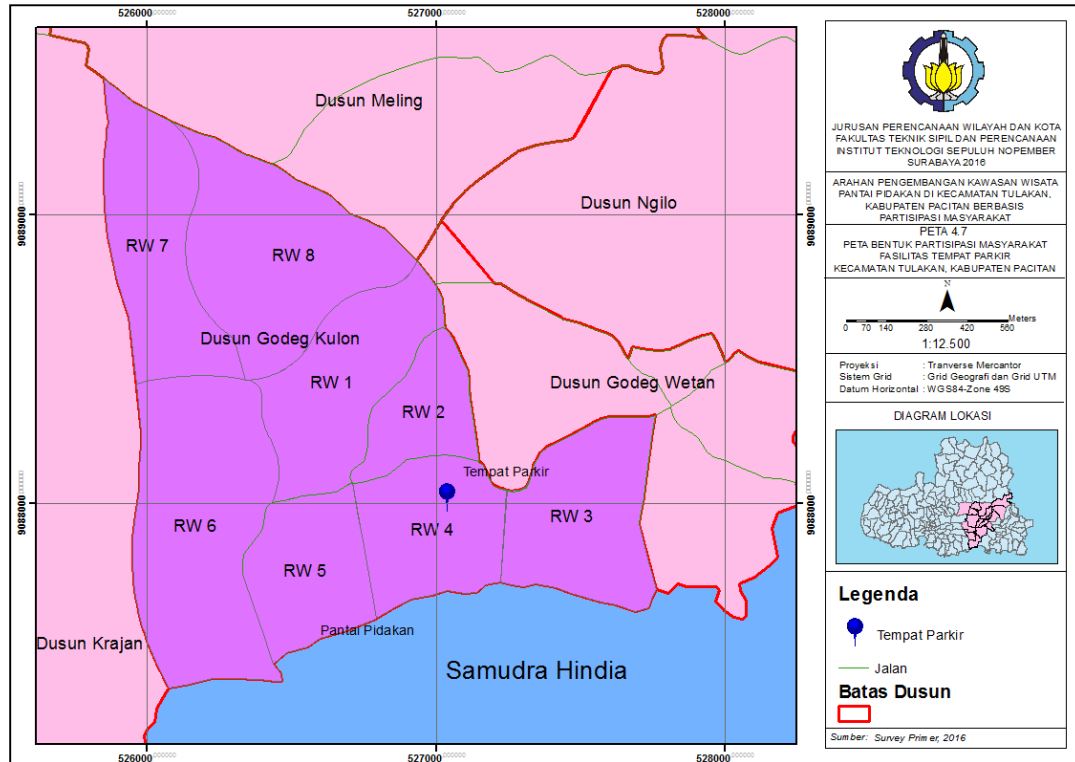 526000
527000
528000
9089000
9088000
Dusun Meling
Dusun Ngilo
RW 7
RW 8
Dusun Godeg Kulon
RW 1
Dusun Godeg Wetan
RW 2
Tempat Parkir
RW 6
RW 4
RW 3
RW 5
Pantai Pidakan
Dusun Krajan
Samudra Hindia
9089000
9088000
526000
527000
528000
JURUSAN PERENCANAAN WILAYAH DAN KOTA
FAKULTAS TEKNIK SIPIL DAN PERENCANAAN
INSTITUT TEKNOLOGI SEPULUH NOPEMBER
SURABAYA 2016
ARAHAN PENGEMBANGAN KAWASAN WISATA
PANTAI PIDAKAN DI KECAMATAN TULAKAN,
KABUPATEN PACITAN BERBASIS
PARTISIPASI MASYARAKAT
PETA 4.7
PETA BENTUK PARTISIPASI MASYARAKAT
FASILITAS TEMPAT PARKIR
KECAMATAN TULAKAN, KABUPATEN PACITAN
N
Meters
0 70 140 280 420 560
1:12.500
Proyeksi : Tranverse Mercantor
Sistem Grid : Grid Geografi dan Grid UTM
Datum Horizontal : WGS84-Zone 49S
DIAGRAM LOKASI
Legenda
Tempat Parkir
Jalan
Batas Dusun
Sumber: Survey Primer, 2016